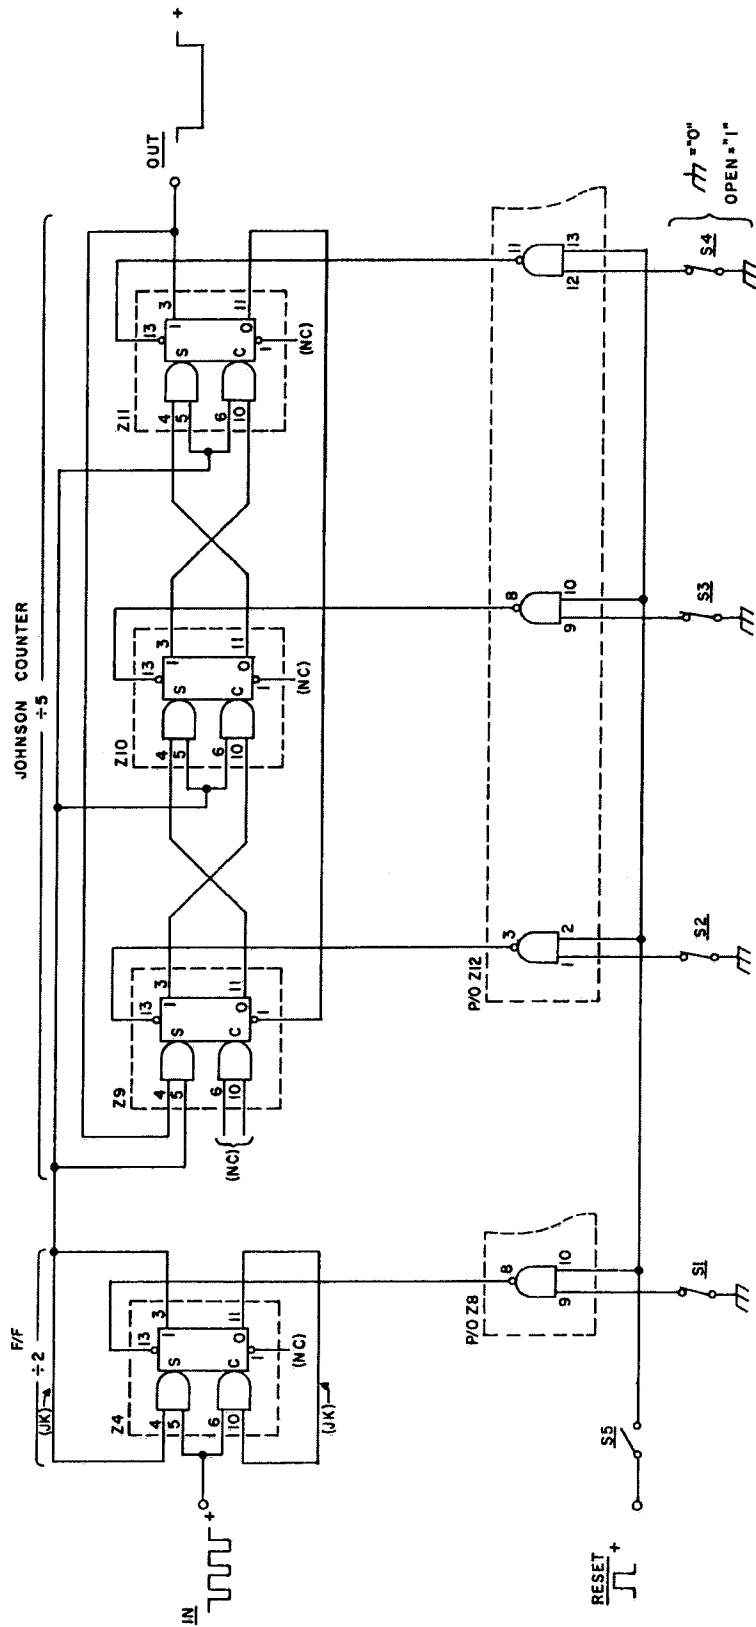 JOHNSON COUNTER
÷5
F/F
÷2
(JK)
IN
+
Z4
4
5
6
10
S
C
1
0
13
3
11
1
(NC)
(JK)
Z9
4
5
6
10
(NC)
S
C
1
0
13
3
11
1
Z10
4
5
6
10
S
C
1
0
13
3
11
1
(NC)
Z11
4
5
6
10
S
C
1
0
13
3
11
1
(NC)
OUT
+
P/O Z8
8
9
10
P/O Z12
3
1
2
8
9
10
11
12
13
RESET
+
S5
S1
S2
S3
S4
="0"
OPEN="1"